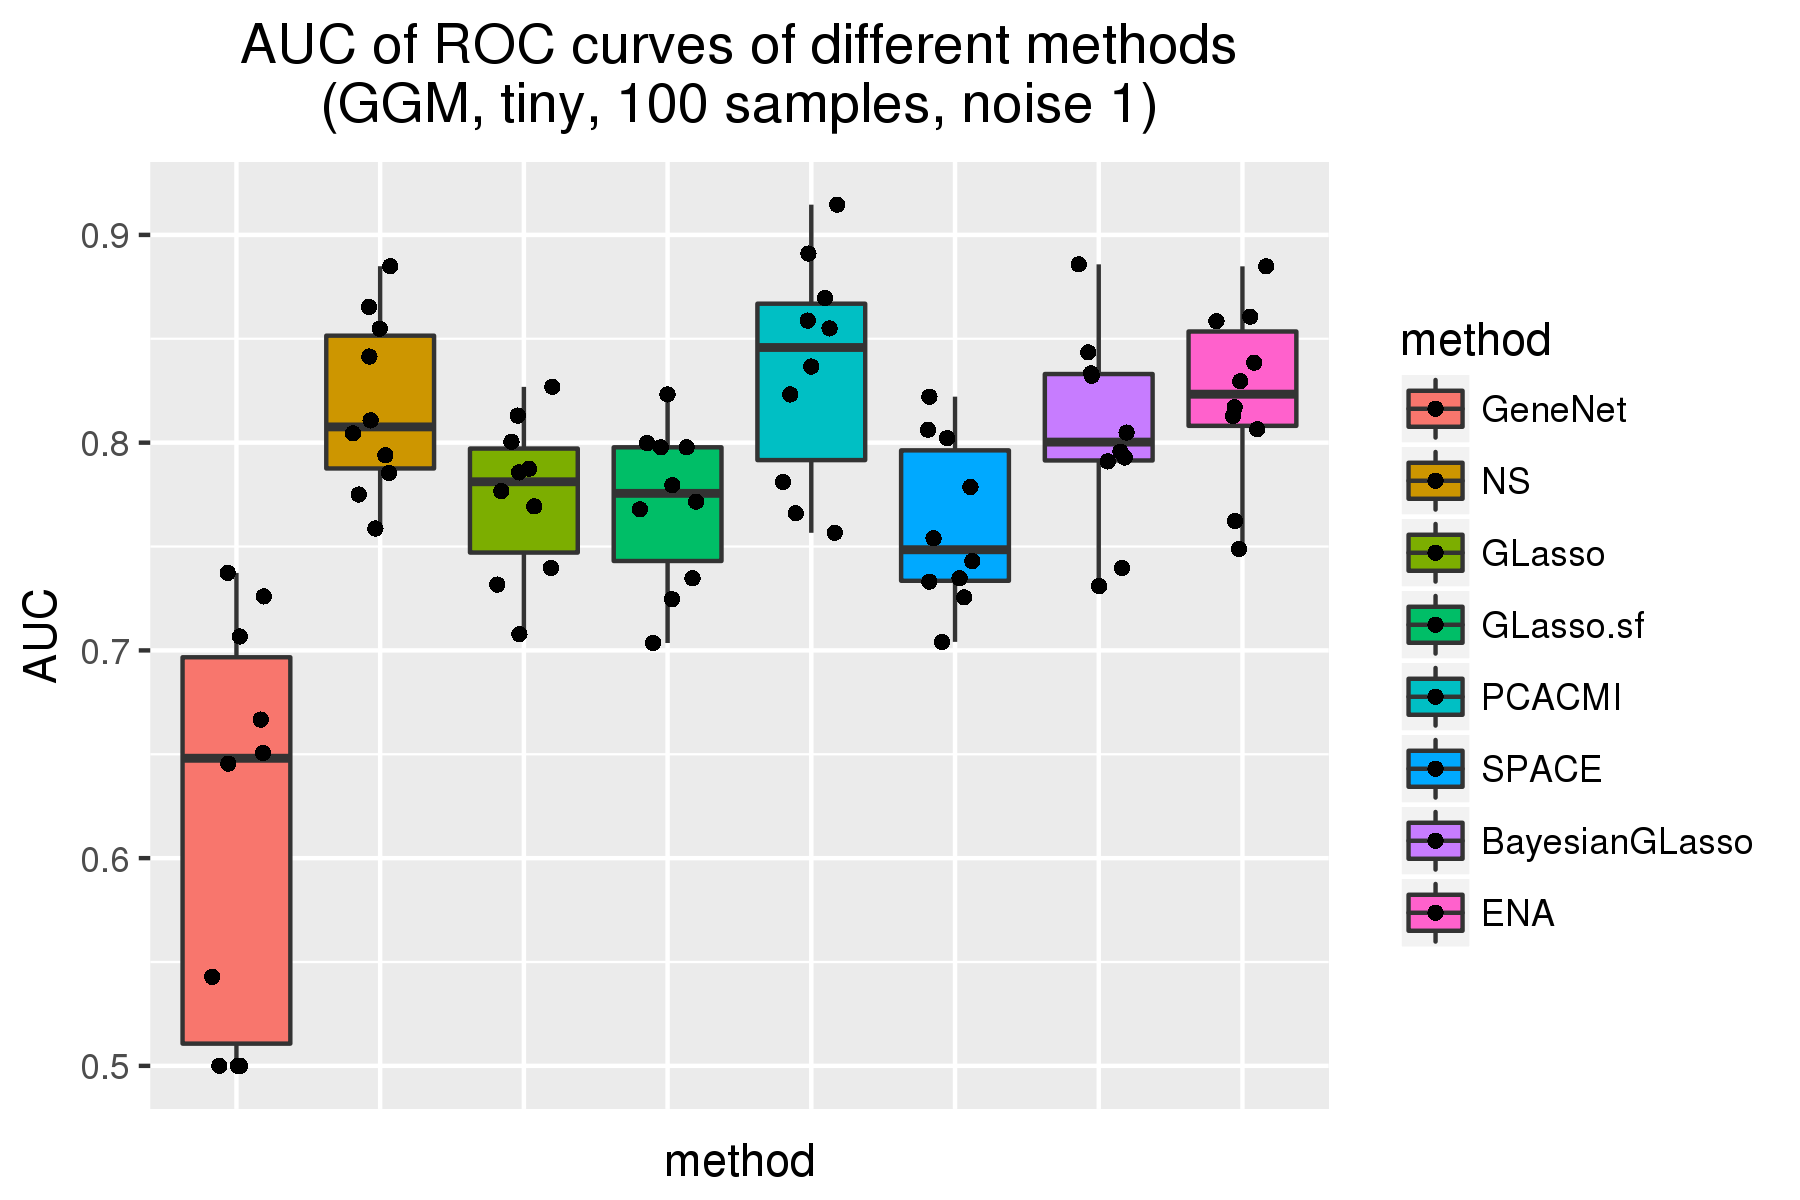 AUC of ROC curves of different methods
(GGM, tiny, 100 samples, noise 1)
AUC
0.9
0.8
0.7
0.6
0.5
method
method
GeneNet
NS
GLasso
GLasso.sf
PCACMI
SPACE
BayesianGLasso
ENA